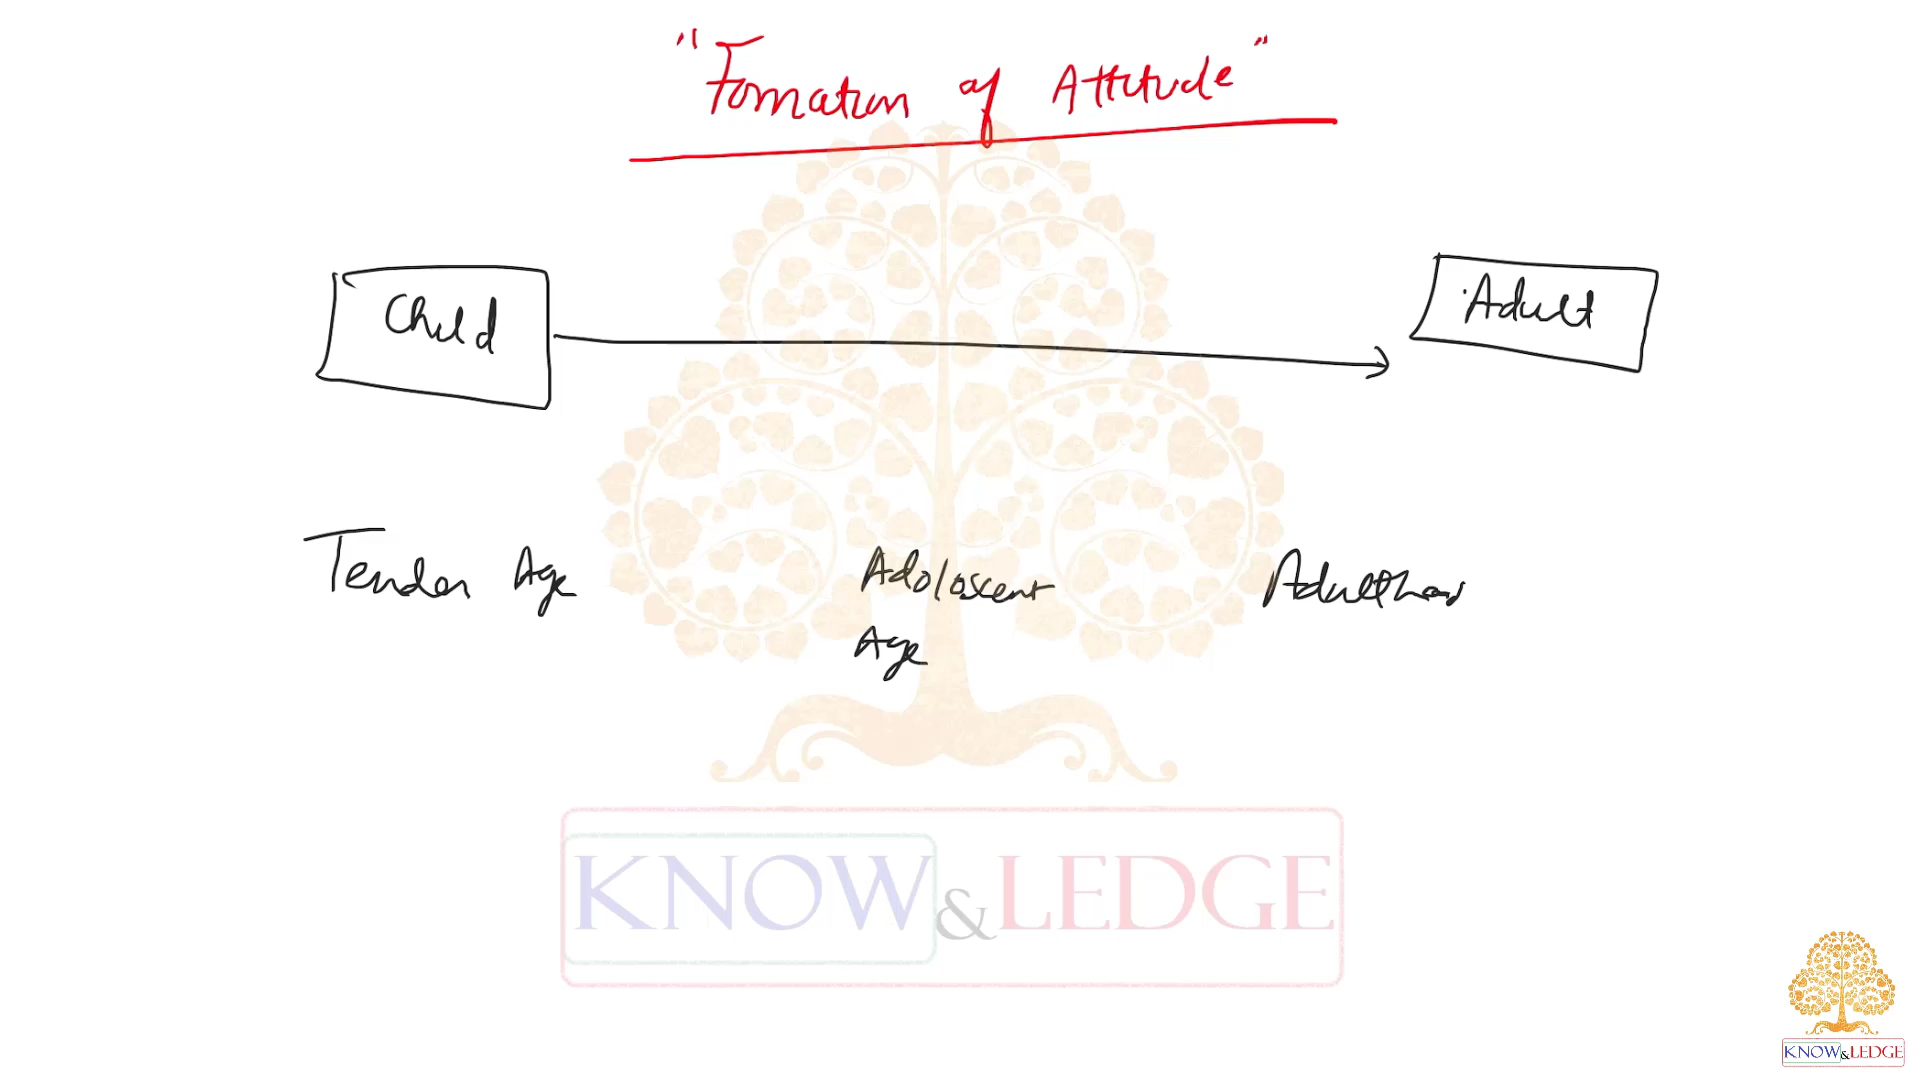 "Formation of Attitude"
Child
Adult
Tender Age
Adolescent
Age
Adulthood
KNOW&LEDGE
KNOW&LEDGE